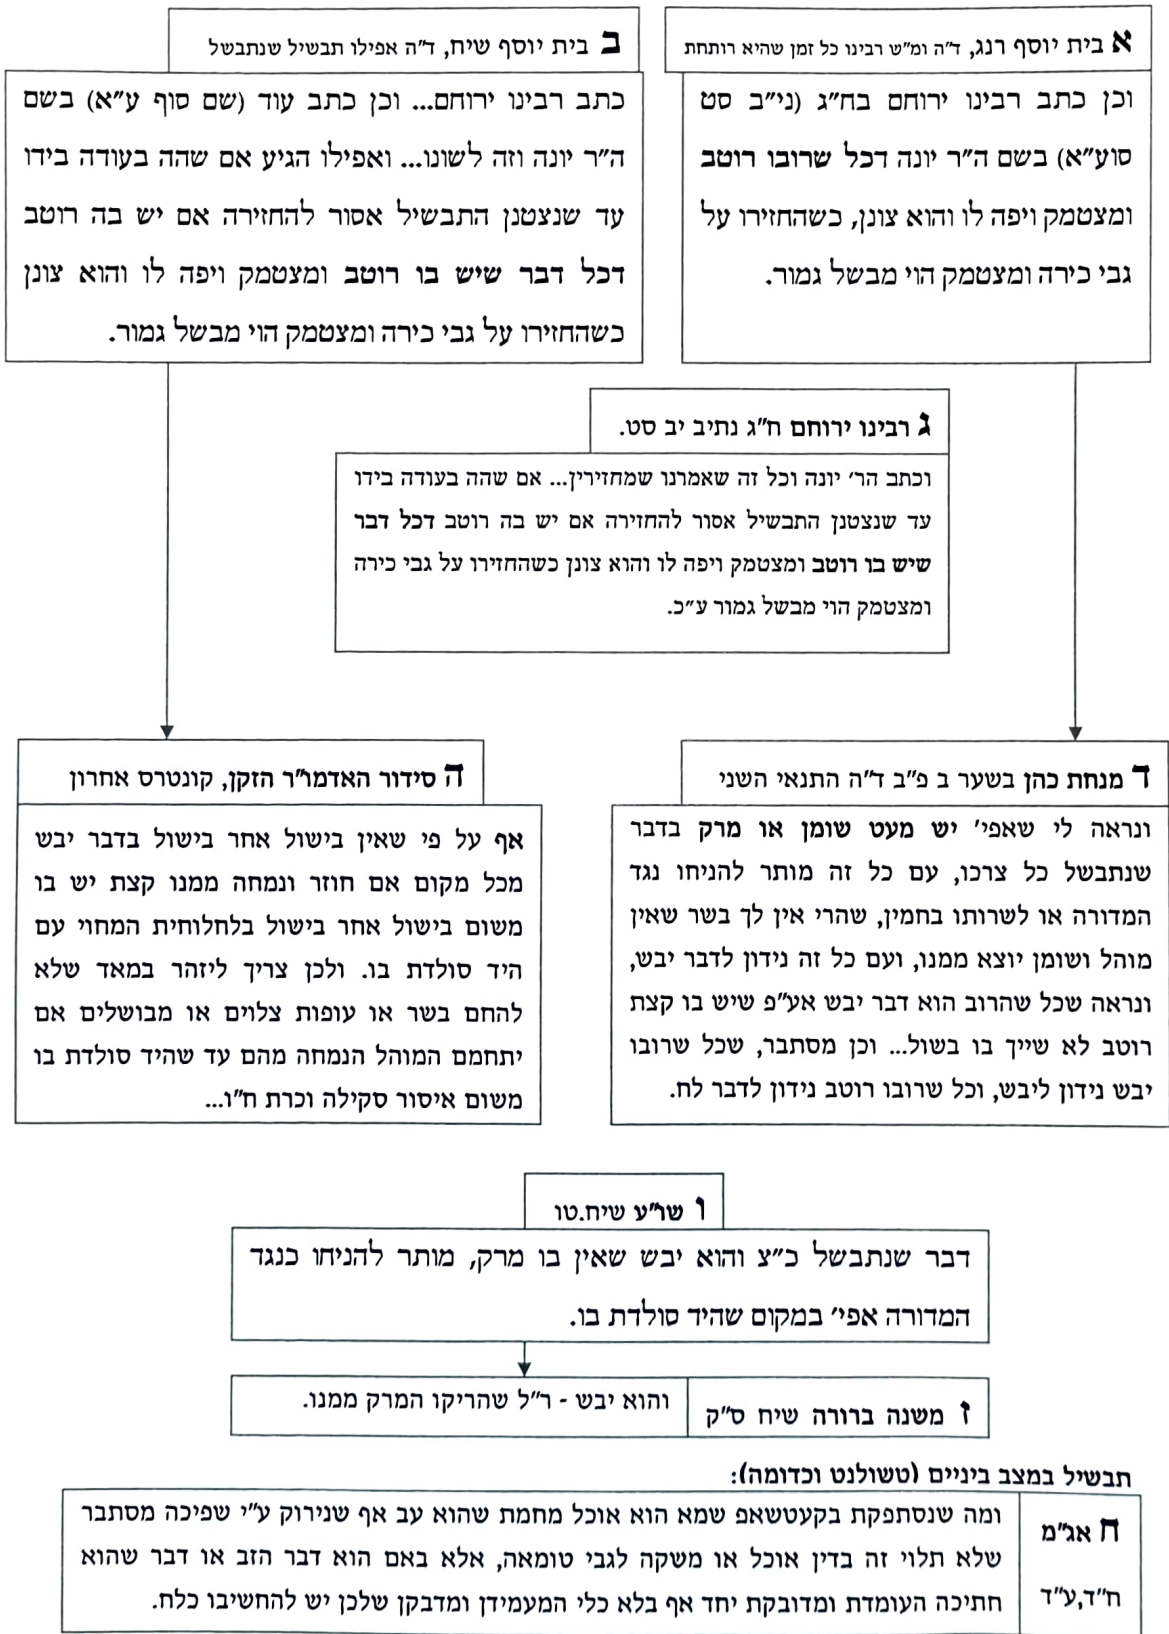 א בית יוסף רנג, ד"ה ומ"ש רבינו כל זמן שהיא רותחת
וכן כתב רבינו ירוחם בח"ג (ני"ב סט
סוע"א) בשם ה"ר יונה דכל שרובו רוטב
ומצטמק ויפה לו והוא צונן, כשהחזירו על
גבי כירה ומצטמק הוי מבשל גמור.
ב בית יוסף שיח, ד"ה אפילו תבשיל שנתבשל
כתב רבינו ירוחם... וכן כתב עוד (שם סוף ע"א) בשם
ה"ר יונה וזה לשונו... ואפילו הגיע אם שהה בעודה בידו
עד שנצטנן התבשיל אסור להחזירה אם יש בה רוטב
דכל דבר שיש בו רוטב ומצטמק ויפה לו והוא צונן
כשהחזירו על גבי כירה ומצטמק הוי מבשל גמור.
ג רבינו ירוחם ח"ג נתיב יב סט.
וכתב הר' יונה וכל זה שאמרנו שמחזירין... אם שהה בעודה בידו
עד שנצטנן התבשיל אסור להחזירה אם יש בה רוטב דכל דבר
שיש בו רוטב ומצטמק ויפה לו והוא צונן כשהחזירו על גבי כירה
ומצטמק הוי מבשל גמור ע"כ.
ד מנחת כהן בשער ב פ"ב ד"ה התנאי השני
ונראה לי שאפי' יש מעט שומן או מרק בדבר
שנתבשל כל צרכו, עם כל זה מותר להניחו נגד
המדורה או לשרותו בחמין, שהרי אין לך בשר שאין
מוהל ושומן יוצא ממנו, ועם כל זה נידון לדבר יבש,
ונראה שכל שהרוב הוא דבר יבש אע"פ שיש בו קצת
רוטב לא שייך בו בשול... וכן מסתבר, שכל שרובו
יבש נידון ליבש, וכל שרובו רוטב נידון לדבר לח.
ה סידור האדמו"ר הזקן, קונטרס אחרון
אף על פי שאין בישול אחר בישול בדבר יבש
מכל מקום אם חוזר ונמחה ממנו קצת יש בו
משום בישול אחר בישול בלחלוחית המחוי עם
היד סולדת בו. ולכן צריך ליזהר במאד שלא
להחם בשר או עופות צלוים או מבושלים אם
יתחמם המוהל הנמחה מהם עד שהיד סולדת בו
משום איסור סקילה וכרת ח"ו...
ו שו"ע שיח.טו
דבר שנתבשל כ"צ והוא יבש שאין בו מרק, מותר להניחו כנגד
המדורה אפי' במקום שהיד סולדת בו.
ז משנה ברורה שיח ס"ק
והוא יבש - ר"ל שהריקו המרק ממנו.
תבשיל במצב ביניים (טשולנט וכדומה):
ח אג"מ
ח"ד,ע"ד
ומה שנסתפקת בקעטשאפ שמא הוא אוכל מחמת שהוא עב אף שנירוק ע"י שפיכה מסתבר
שלא תלוי זה בדין אוכל או משקה לגבי טומאה, אלא באם הוא דבר הזב או דבר שהוא
חתיכה העומדת ומדובקת יחד אף בלא כלי המעמידן ומדבקן שלכן יש להחשיבו כלח.